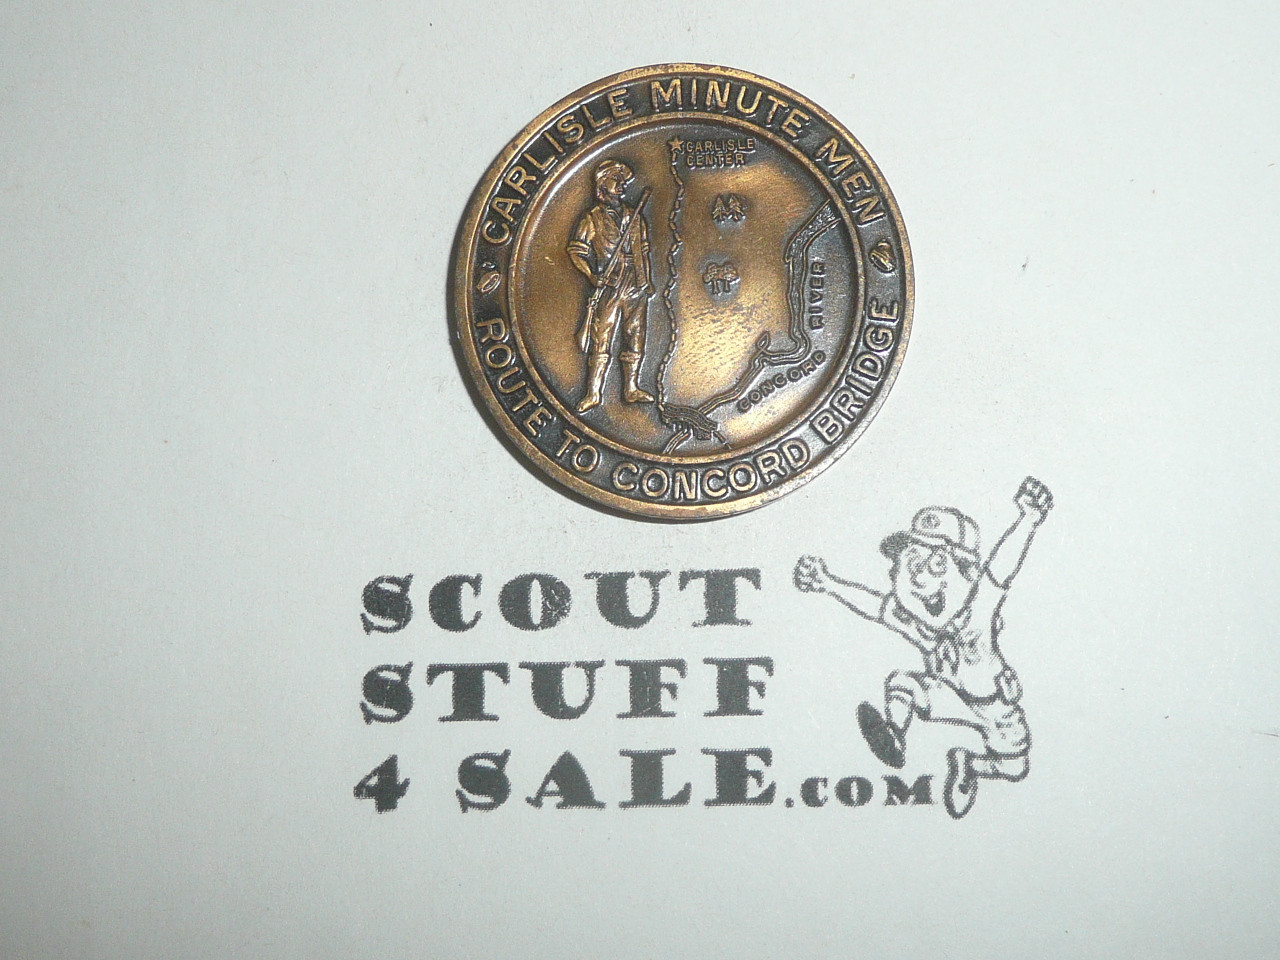 CARLISLE MINUTE MEN
ROUTE TO CONCORD BRIDGE
CARLISLE
CENTER
CONCORD RIVER
SCOUT
STUFF
4 SALE.COM